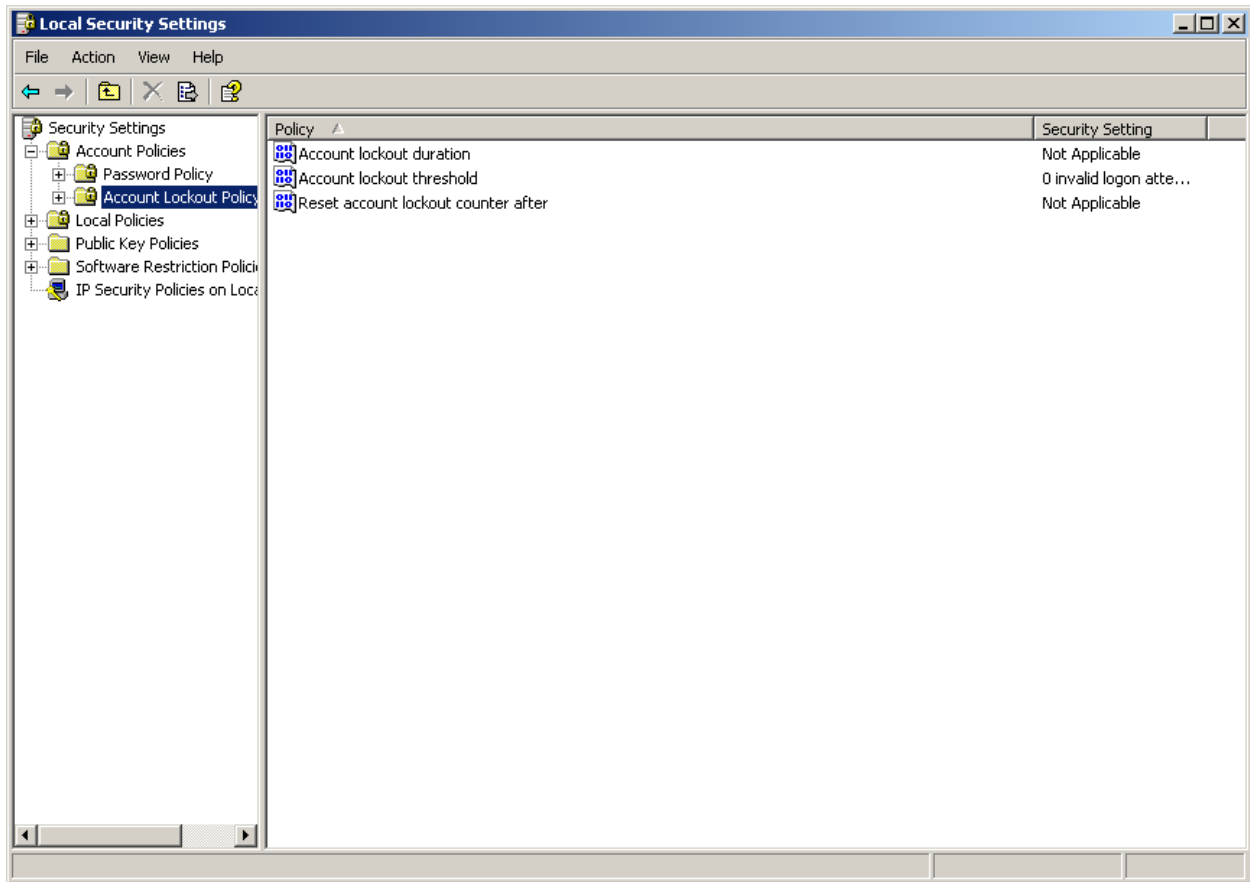 Local Security Settings
File Action View Help
Security Settings
Account Policies
Password Policy
Account Lockout Policy
Local Policies
Public Key Policies
Software Restriction Polici
IP Security Policies on Loca
Policy Security Setting
Account lockout duration Not Applicable
Account lockout threshold 0 invalid logon atte...
Reset account lockout counter after Not Applicable